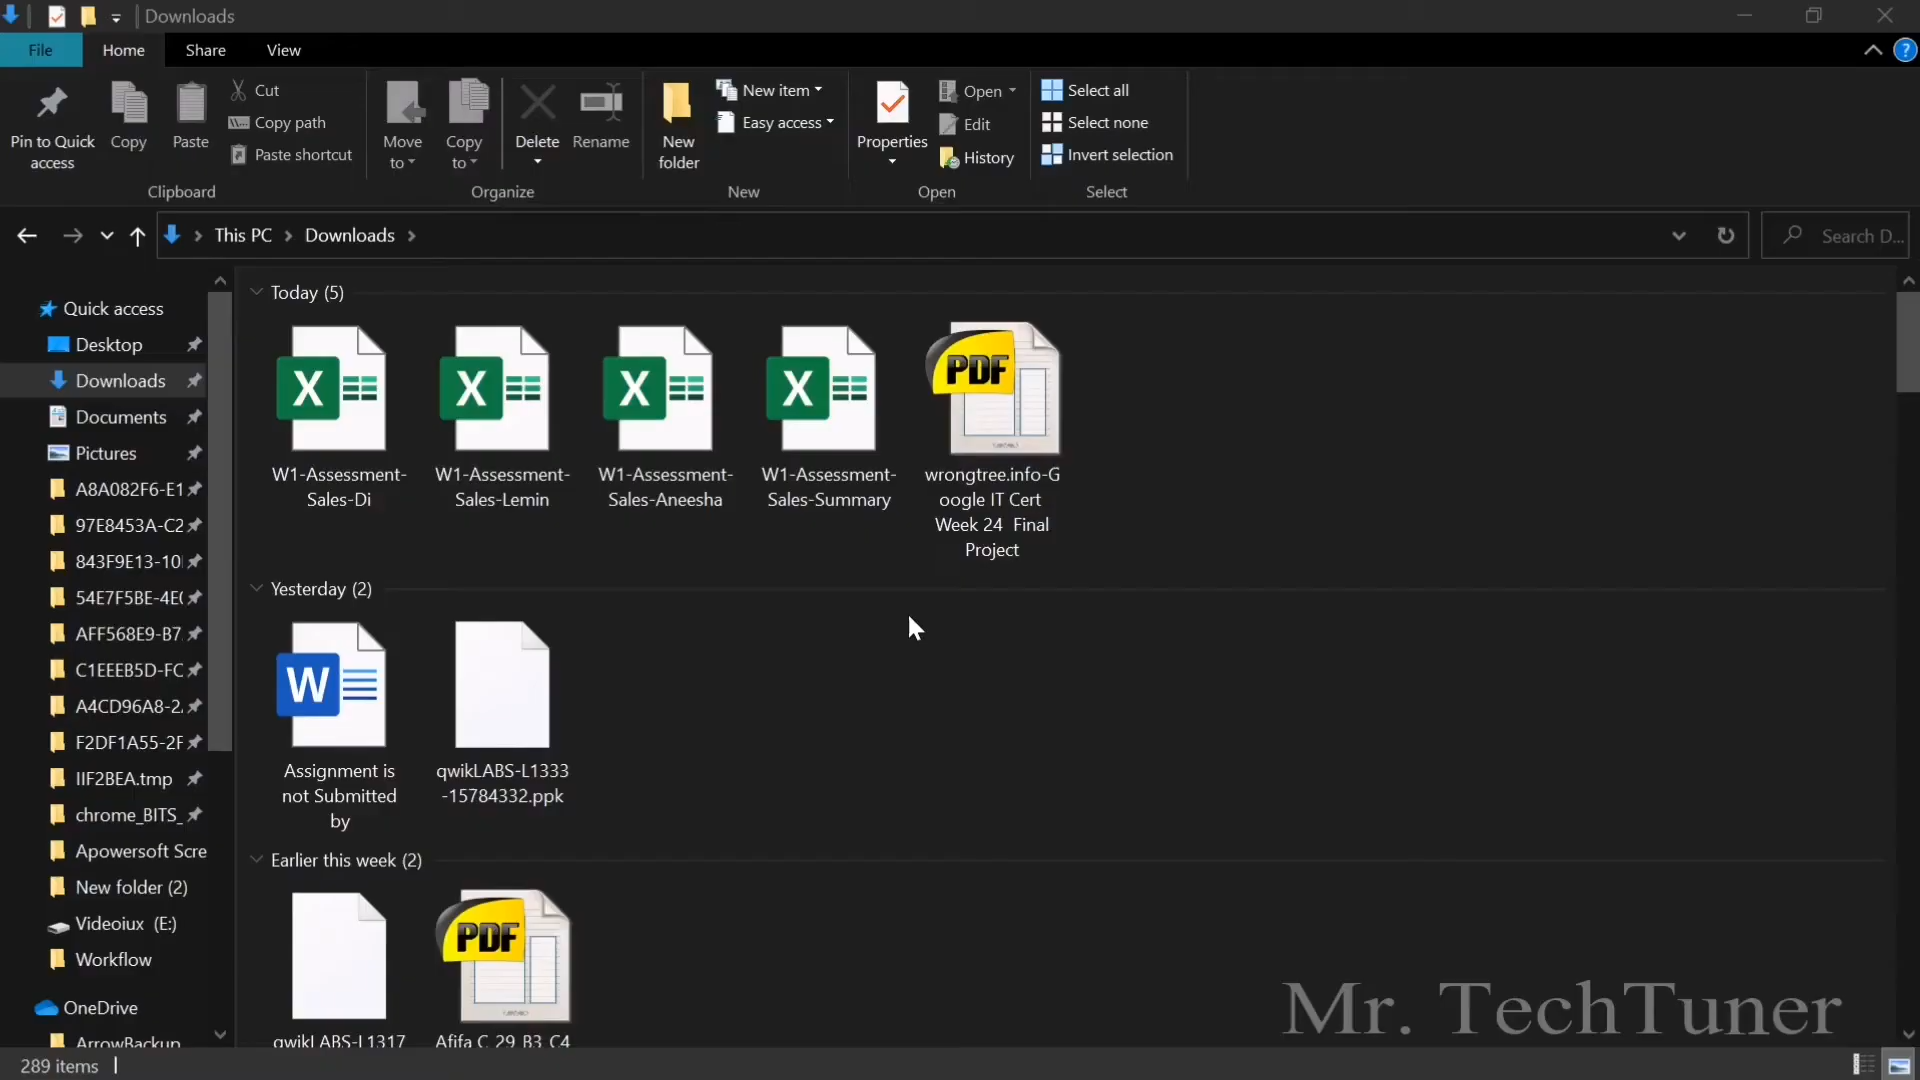 Downloads
File
Home
Share
View
Pin to Quick
access
Copy
Paste
Cut
Copy path
Paste shortcut
Clipboard
Move
to
Copy
to
Delete
Rename
Organize
New
folder
New item
Easy access
New
Properties
Open
Edit
History
Open
Select all
Select none
Invert selection
Select
This PC
Downloads
Search D...
Quick access
Desktop
Downloads
Documents
Pictures
A8A082F6-E1
97E8453A-C2
843F9E13-10
54E7F5BE-4E
AFF568E9-B7
C1EEEB5D-FC
A4CD96A8-2
F2DF1A55-2F
IIF2BEA.tmp
chrome_BITS_
Apowersoft Scre
New folder (2)
Videoiux (E:)
Workflow
OneDrive
ArrowBackup
Today (5)
W1-Assessment-
Sales-Di
W1-Assessment-
Sales-Lemin
W1-Assessment-
Sales-Aneesha
W1-Assessment-
Sales-Summary
PDF
wrongtree.info-G
oogle IT Cert
Week 24 Final
Project
Yesterday (2)
Assignment is
not Submitted
by
qwikLABS-L1333
-15784332.ppk
Earlier this week (2)
qwikLABS-L1317
PDF
Afifa C_29_B3_C4
Mr. TechTuner
289 items